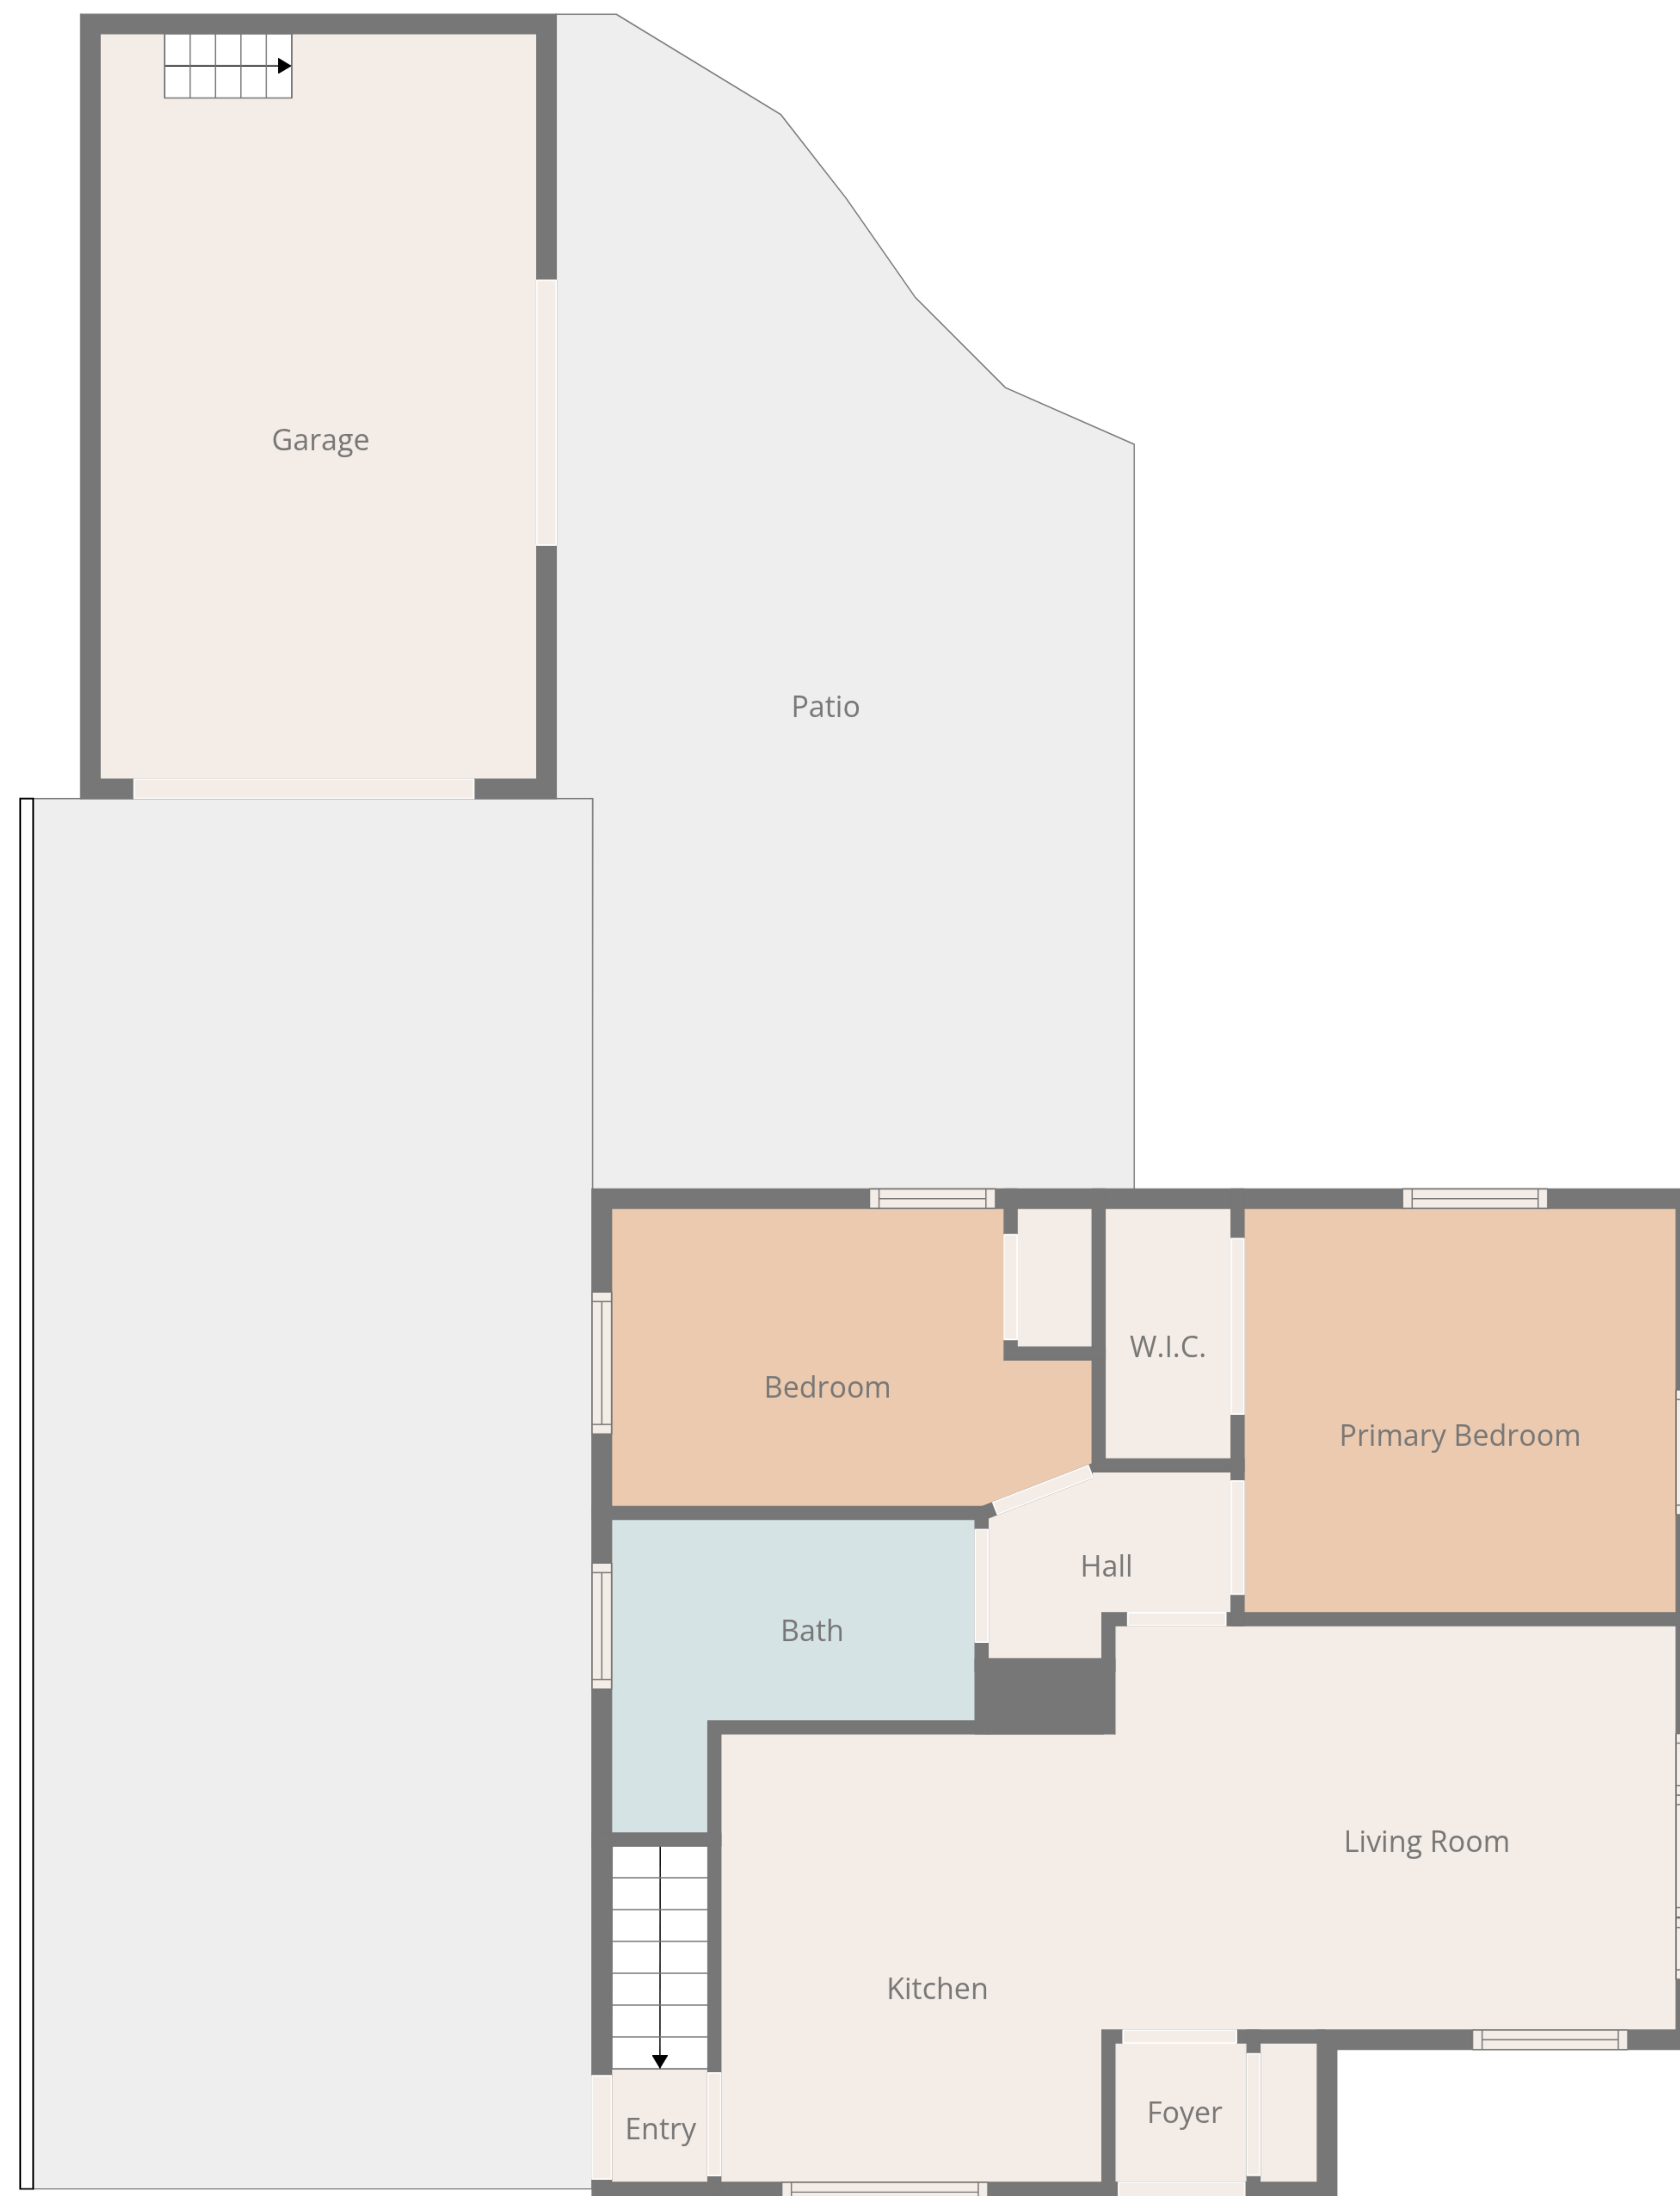 Garage
Patio
W.I.C.
Bedroom
Primary Bedroom
Hall
Bath
Living Room
Kitchen
Foyer
Entry